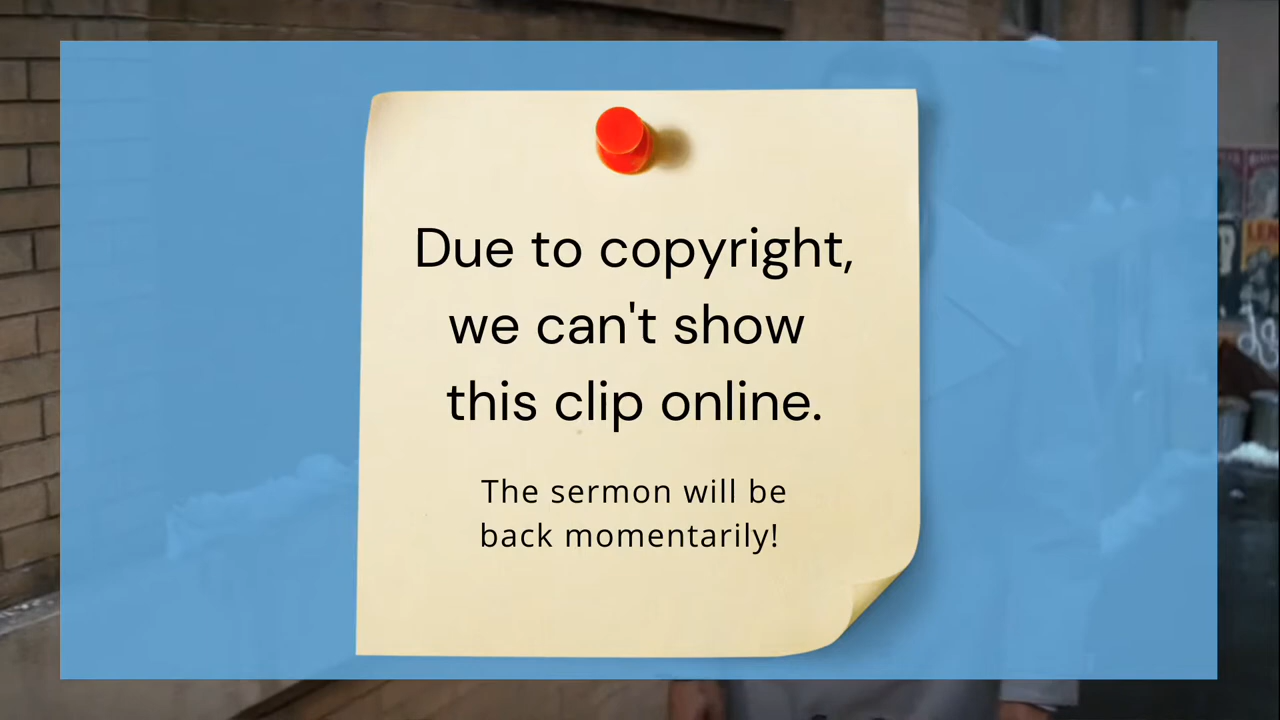 Due to copyright,
we can't show
this clip online.
The sermon will be
back momentarily!